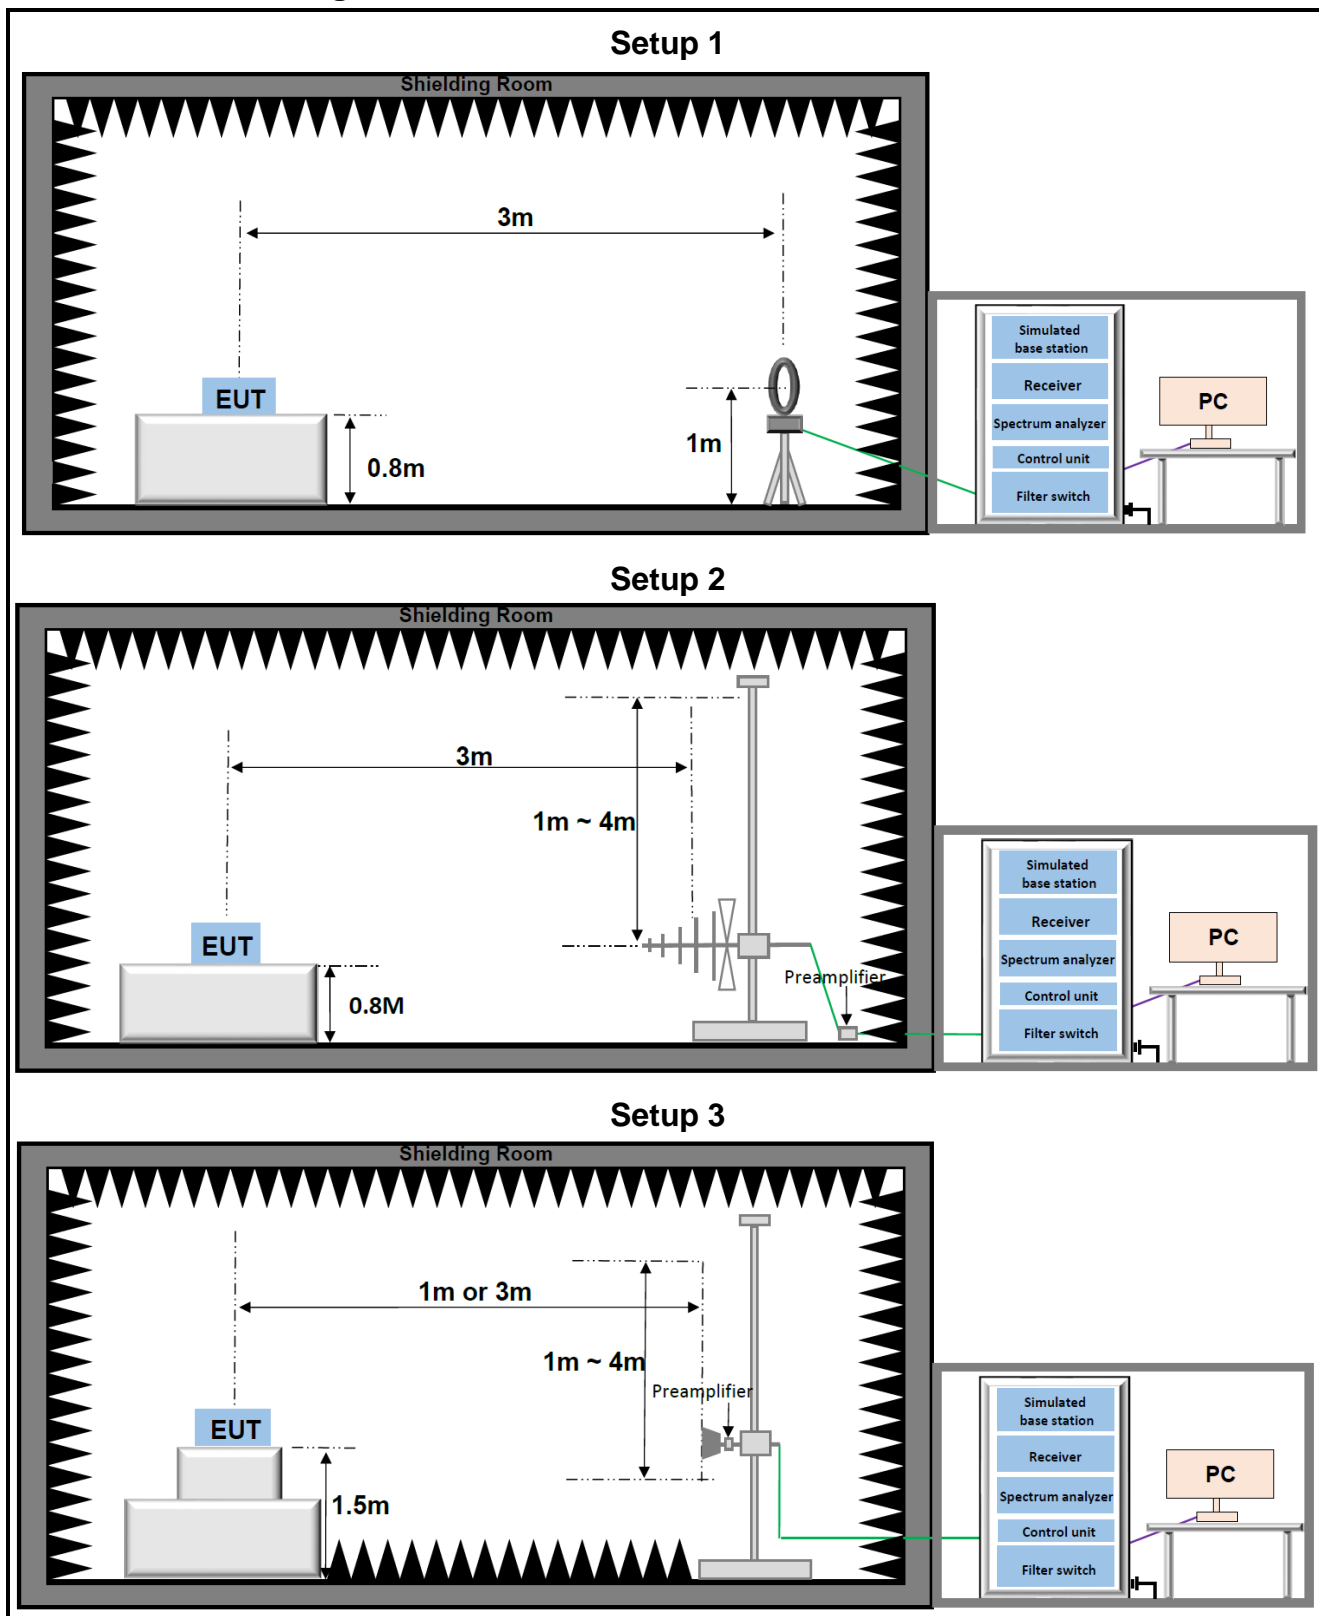 Setup 1
Shielding Room
3m
EUT
0.8m
1m
Simulated
base station
Receiver
Spectrum analyzer
Control unit
Filter switch
PC
Setup 2
Shielding Room
3m
1m ~ 4m
EUT
0.8M
Preamplifier
Simulated
base station
Receiver
Spectrum analyzer
Control unit
Filter switch
PC
Setup 3
Shielding Room
1m or 3m
1m ~ 4m
Preamplifier
EUT
1.5m
Simulated
base station
Receiver
Spectrum analyzer
Control unit
Filter switch
PC